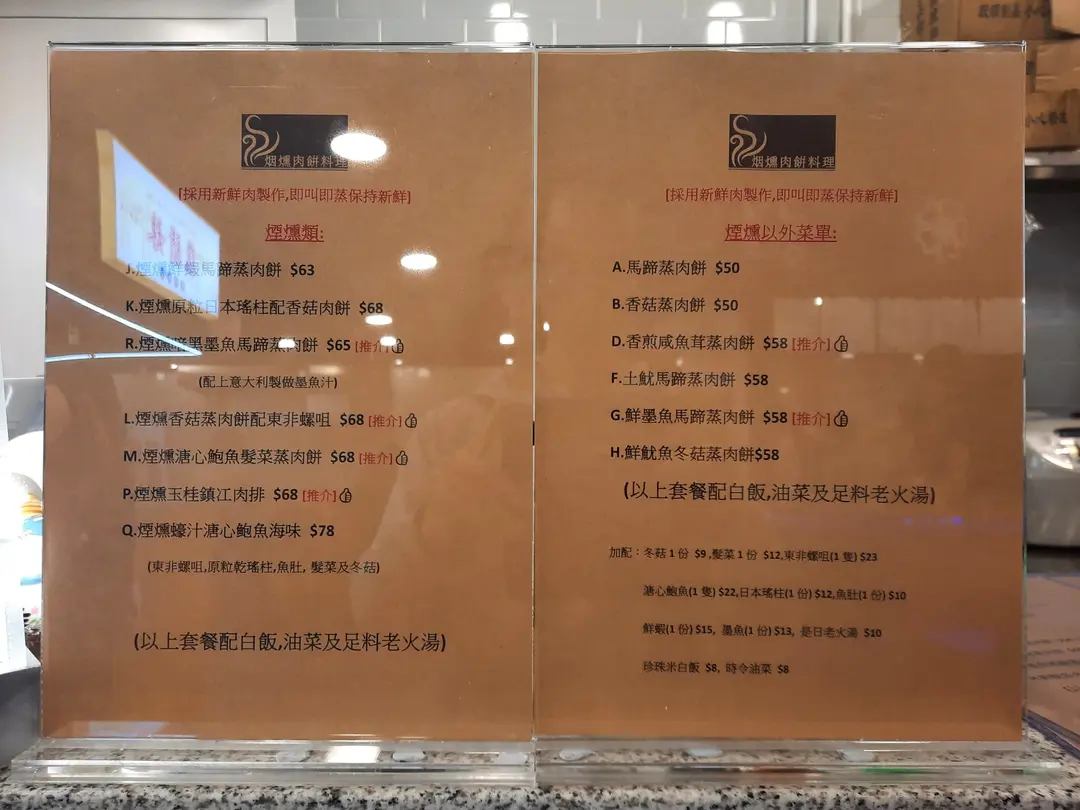 烟燻肉餅料理
[採用新鮮肉製作,即叫即蒸保持新鮮]
煙燻類:
J.煙燻鮮蝦馬蹄蒸肉餅 $63
K.煙燻原粒日本瑤柱配香菇肉餅 $68
R.煙燻暗黑墨魚馬蹄蒸肉餅 $65 [推介]
(配上意大利製做墨魚汁)
L.煙燻香菇蒸肉餅配東非螺咀 $68 [推介]
M.煙燻溏心鮑魚髮菜蒸肉餅 $68 [推介]
P.煙燻玉桂鎮江肉排 $68 [推介]
Q.煙燻蠔汁溏心鮑魚海味 $78
(東非螺咀,原粒乾瑤柱,魚肚, 髮菜及冬菇)
(以上套餐配白飯,油菜及足料老火湯)
烟燻肉餅料理
[採用新鮮肉製作,即叫即蒸保持新鮮]
煙燻以外菜單:
A.馬蹄蒸肉餅 $50
B.香菇蒸肉餅 $50
D.香煎咸魚茸蒸肉餅 $58 [推介]
F.土魷馬蹄蒸肉餅 $58
G.鮮墨魚馬蹄蒸肉餅 $58 [推介]
H.鮮魷魚冬菇蒸肉餅$58
(以上套餐配白飯,油菜及足料老火湯)
加配：冬菇 1 份 $9 ,髮菜 1 份 $12,東非螺咀(1 隻) $23
溏心鮑魚(1 隻) $22,日本瑤柱(1 份) $12,魚肚(1 份) $10
鮮蝦(1 份) $15, 墨魚(1 份) $13, 是日老火湯 $10
珍珠米白飯 $8, 時令油菜 $8